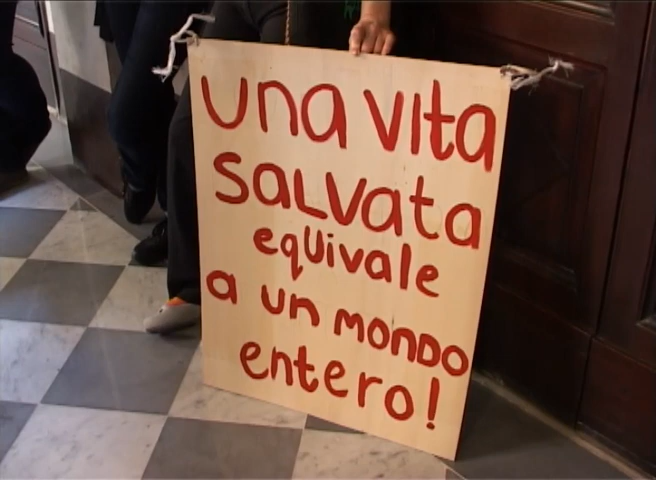 una vita
salvata
equivale
a un mondo
entero!